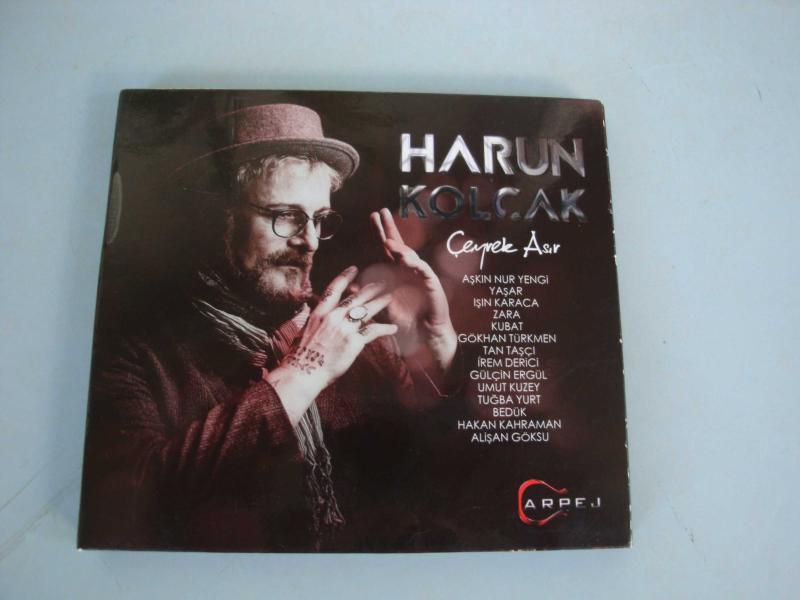 HARUN
KOLÇAK
Çeyrek Asır
AŞKIN NUR YENGİ
YAŞAR
IŞIN KARACA
ZARA
KUBAT
GÖKHAN TÜRKMEN
TAN TAŞÇI
İREM DERİCİ
GÜLÇİN ERGÜL
UMUT KUZEY
TUĞBA YURT
BEDÜK
HAKAN KAHRAMAN
ALİŞAN GÖKSU
ARPEJ